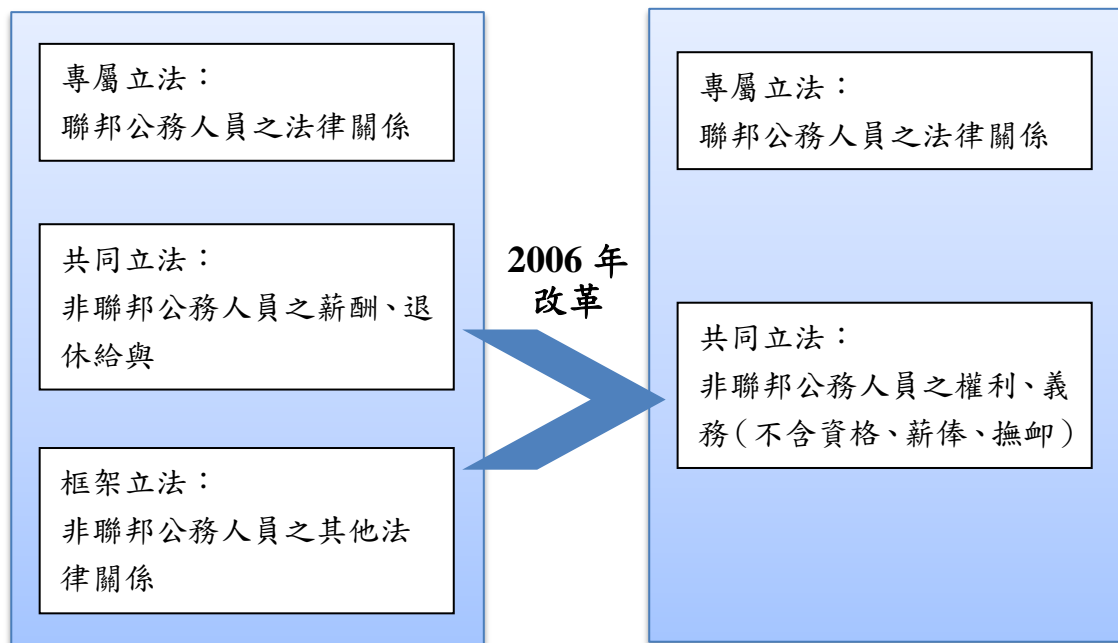 專屬立法：
聯邦公務人員之法律關係
共同立法：
非聯邦公務人員之薪酬、退
休給與
框架立法：
非聯邦公務人員之其他法
律關係
2006 年
改革
專屬立法：
聯邦公務人員之法律關係
共同立法：
非聯邦公務人員之權利、義
務（不含資格、薪俸、撫卹）